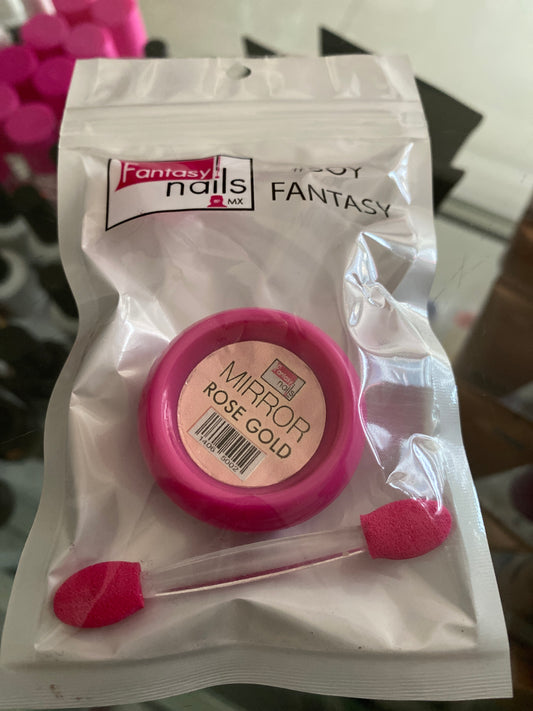 Fantasy
nails
MX
#SOY
FANTASY
Fantasy
nails
MIRROR
ROSE GOLD